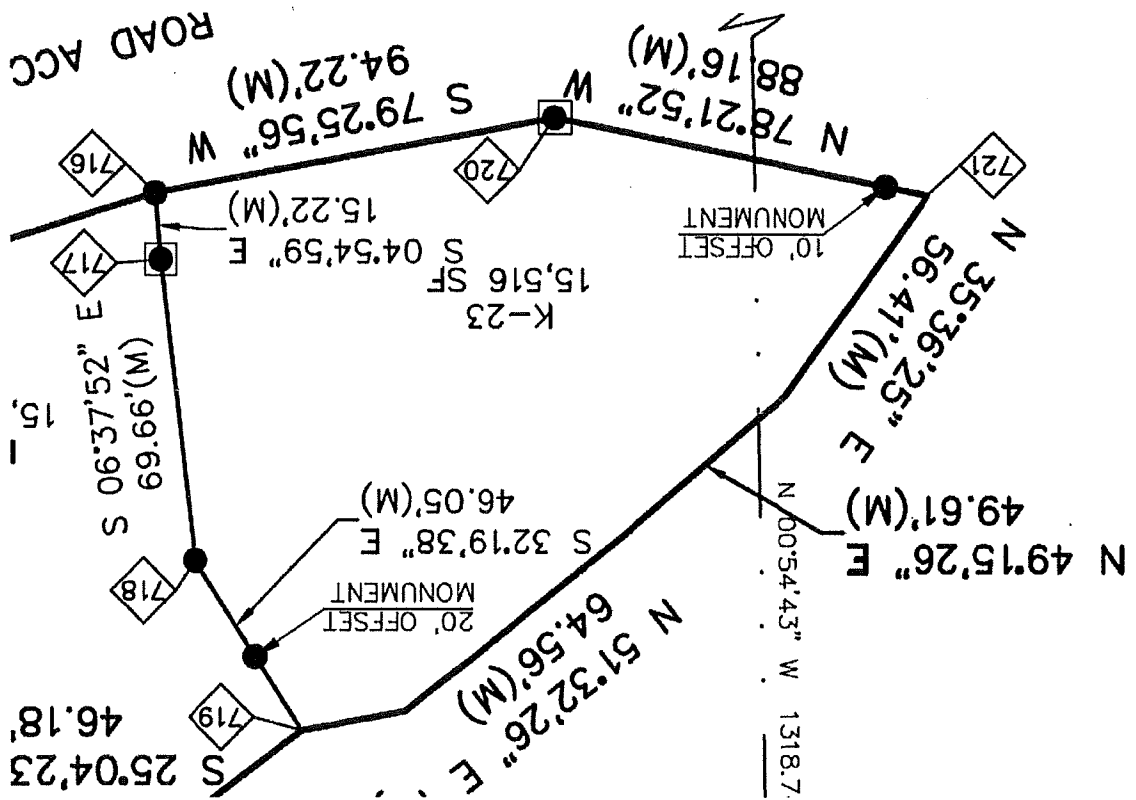 ROAD ACC
S 79°25'56" W
94.22'(M)
N 78°21'52" W
88.16'(M)
716
720
721
717
S 04°54'59" E
15.22'(M)
10' OFFSET
MONUMENT
K-23
15,516 SF
N 35°36'25" E
56.41'(M)
S 06°37'52" E
69.66'(M)
15,
S 32°19'38" E
46.05'(M)
N 49°15'26" E
49.61'(M)
N 00°54'43" W 1318.7
718
20' OFFSET
MONUMENT
N 51°32'26" E
64.56'(M)
719
S 25°04'23
46.18'